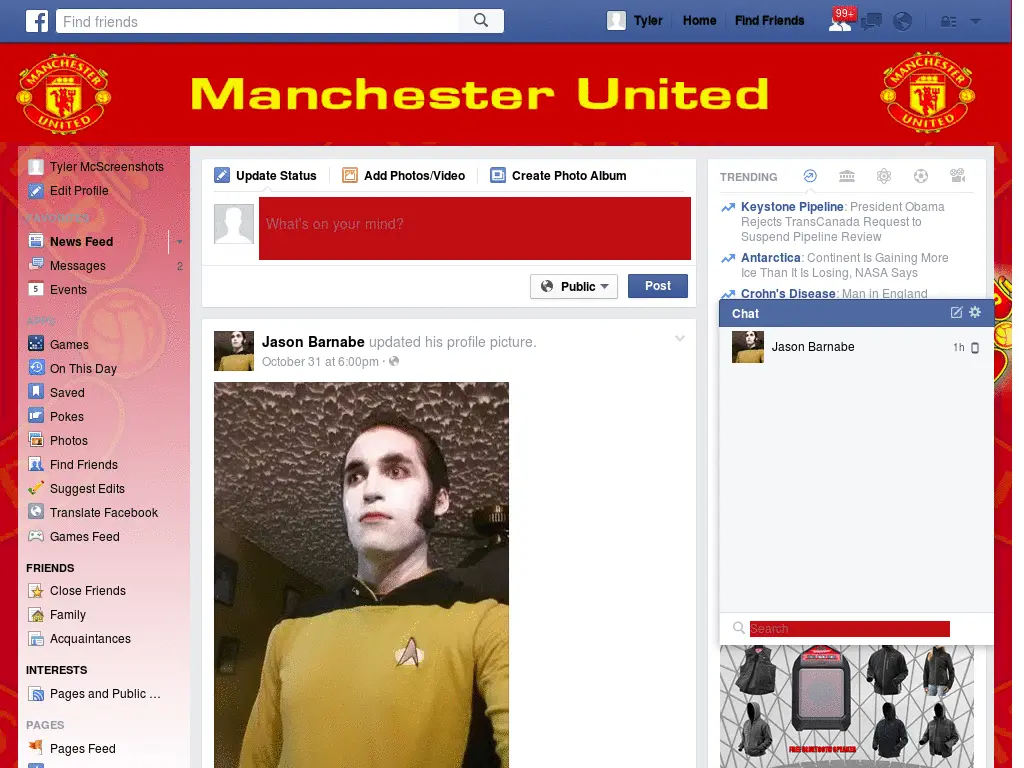 Find friends
Tyler
Home
Find Friends
99+
MANCHESTER
UNITED
Manchester United
MANCHESTER
UNITED
Tyler McScreenshots
Edit Profile
FAVORITES
News Feed
Messages
2
5
Events
APPS
Games
On This Day
Saved
Pokes
Photos
Find Friends
Suggest Edits
Translate Facebook
Games Feed
FRIENDS
Close Friends
Family
Acquaintances
INTERESTS
Pages and Public ...
PAGES
Pages Feed
Update Status
Add Photos/Video
Create Photo Album
What's on your mind?
Public
Post
Jason Barnabe updated his profile picture.
October 31 at 6:00pm ·
TRENDING
Keystone Pipeline: President Obama
Rejects TransCanada Request to
Suspend Pipeline Review
Antarctica: Continent Is Gaining More
Ice Than It Is Losing, NASA Says
Crohn's Disease: Man in England
Chat
Jason Barnabe
1h
Search
FREE BLUETOOTH SPEAKER